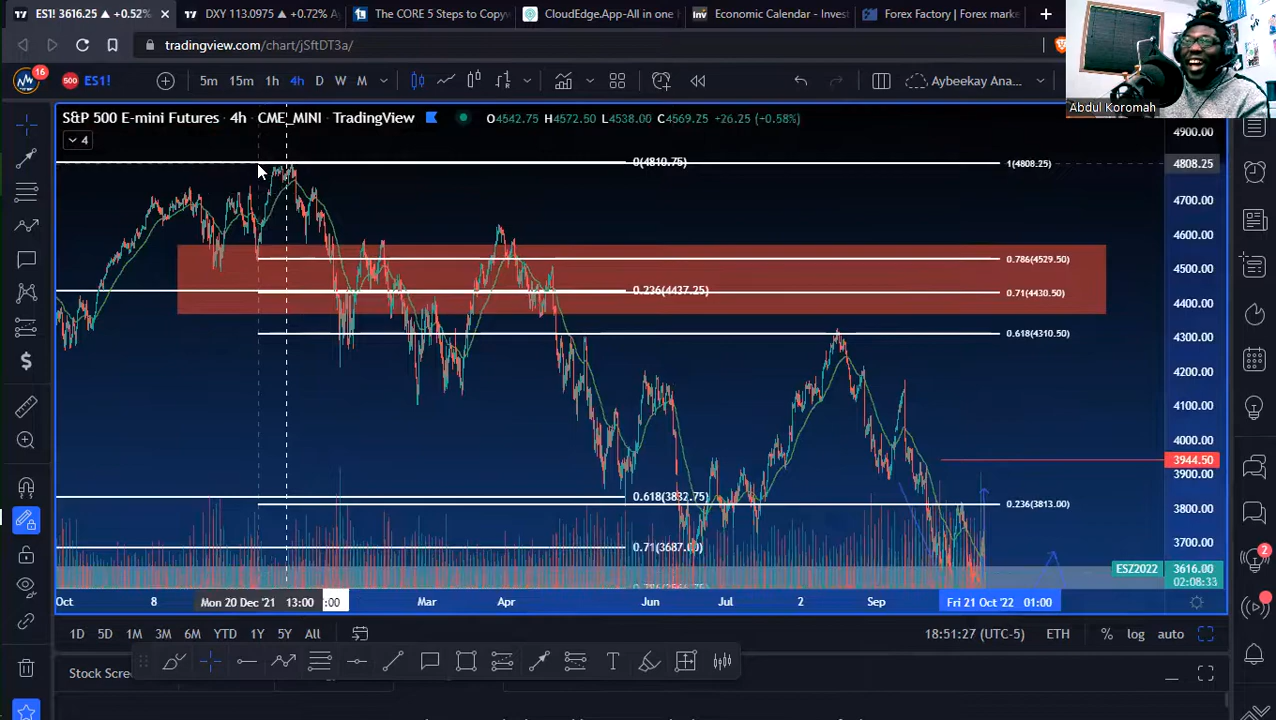 ES1! 3616.25 ▲ +0.52%
DXY 113.0975 ▲ +0.72%
The CORE 5 Steps to Copy
CloudEdge.App-All in one
Economic Calendar - Invest
Forex Factory | Forex mark
tradingview.com/chart/jSftDT3a/
Abdul Koromah
16
500 ES1!
5m 15m 1h 4h D W M
Aybeekay Ana...
S&P 500 E-mini Futures · 4h · CME_MINI · TradingView
O4542.75 H4572.50 L4538.00 C4569.25 +26.25 (+0.58%)
4
4900.00
0(4810.75)
1(4808.25)
4808.25
4700.00
4600.00
0.786(4529.50)
4500.00
0.236(4437.25)
0.71(4430.50)
4400.00
0.618(4310.50)
4300.00
4200.00
4100.00
4000.00
3944.50
3900.00
0.618(3832.75)
0.236(3813.00)
3800.00
0.71(3687.00)
3700.00
ESZ2022
3616.00
02:08:33
Oct 8 Mon 20 Dec '21 13:00 :00 Mar Apr Jun Jul 2 Sep Fri 21 Oct '22 01:00
1D 5D 1M 3M 6M YTD 1Y 5Y All
18:51:27 (UTC-5) ETH % log auto
Stock Scre
2